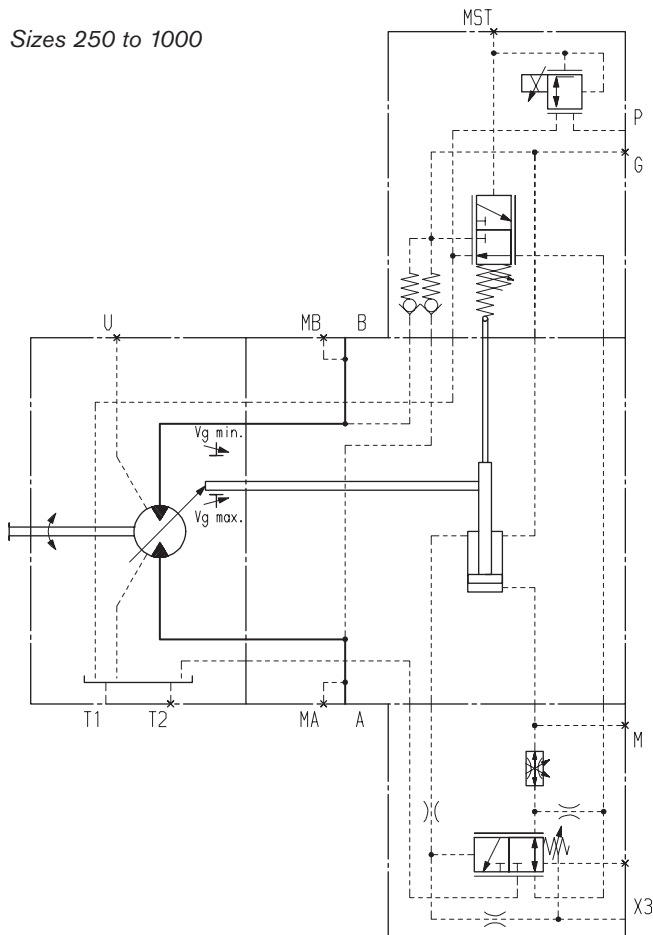 Sizes 250 to 1000
MST
P
G
U
MB
B
Vg min.
Vg max.
T1
T2
MA
A
M
X3